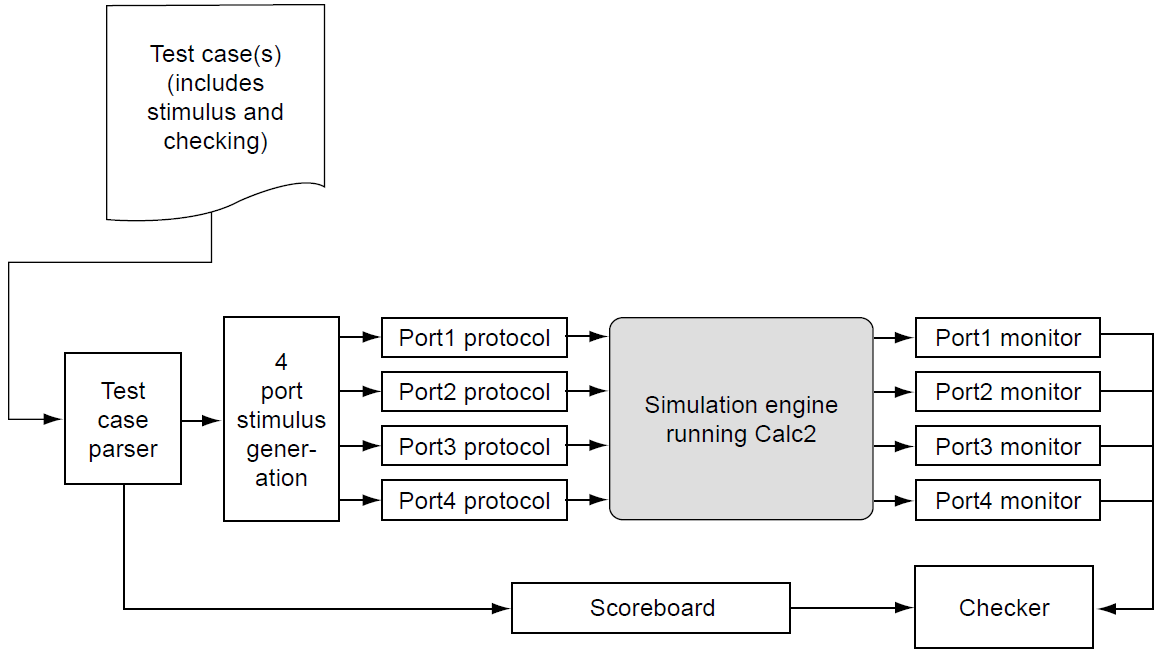 Test case(s)
(includes
stimulus and
checking)
Test
case
parser
4
port
stimulus
gener-
ation
Port1 protocol
Port2 protocol
Port3 protocol
Port4 protocol
Simulation engine
running Calc2
Port1 monitor
Port2 monitor
Port3 monitor
Port4 monitor
Scoreboard
Checker